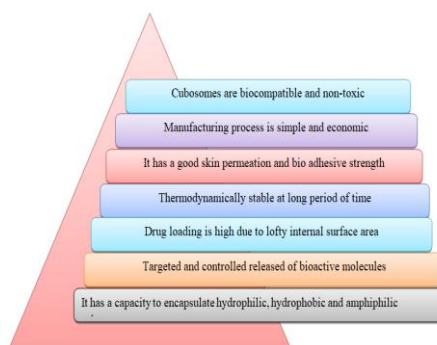 Cubosomes are biocompatible and non-toxic
Manufacturing process is simple and economic
It has a good skin permeation and bio adhesive strength
Thermodynamically stable at long period of time
Drug loading is high due to lofty internal surface area
Targeted and controlled released of bioactive molecules
It has a capacity to encapsulate hydrophilic, hydrophobic and amphiphilic